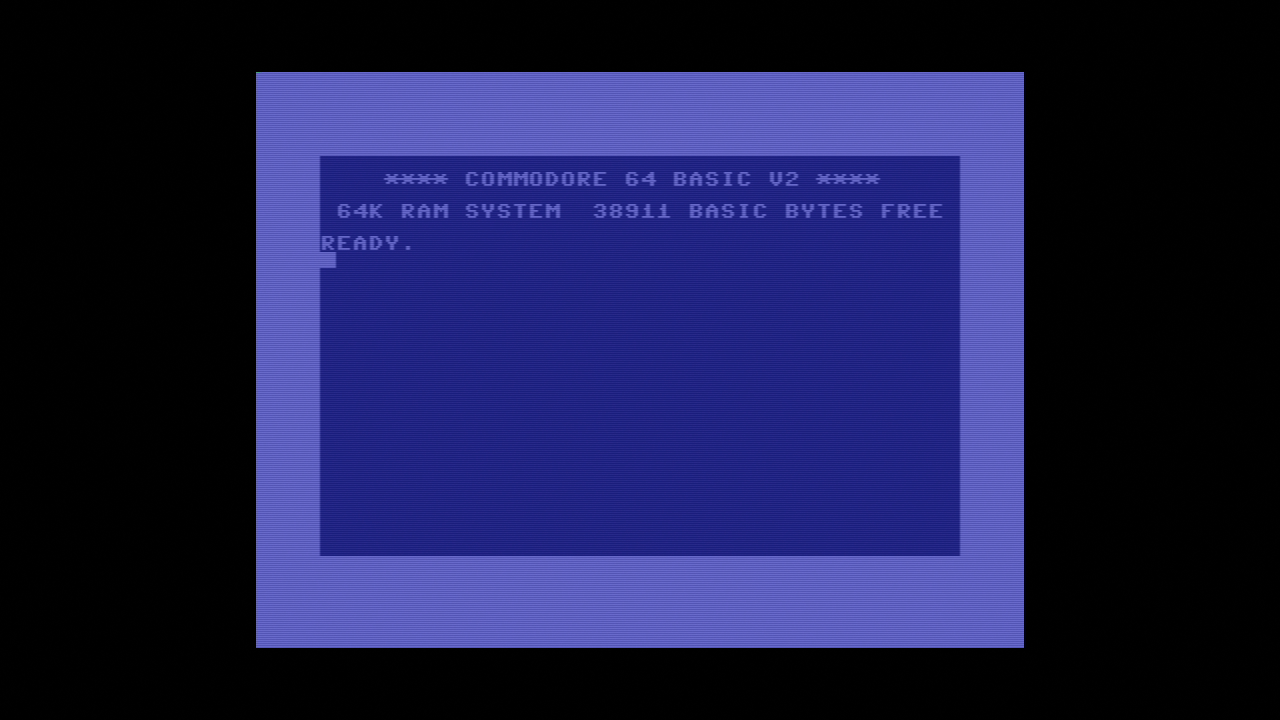 **** COMMODORE 64 BASIC V2 ****
64K RAM SYSTEM  38911 BASIC BYTES FREE
READY.